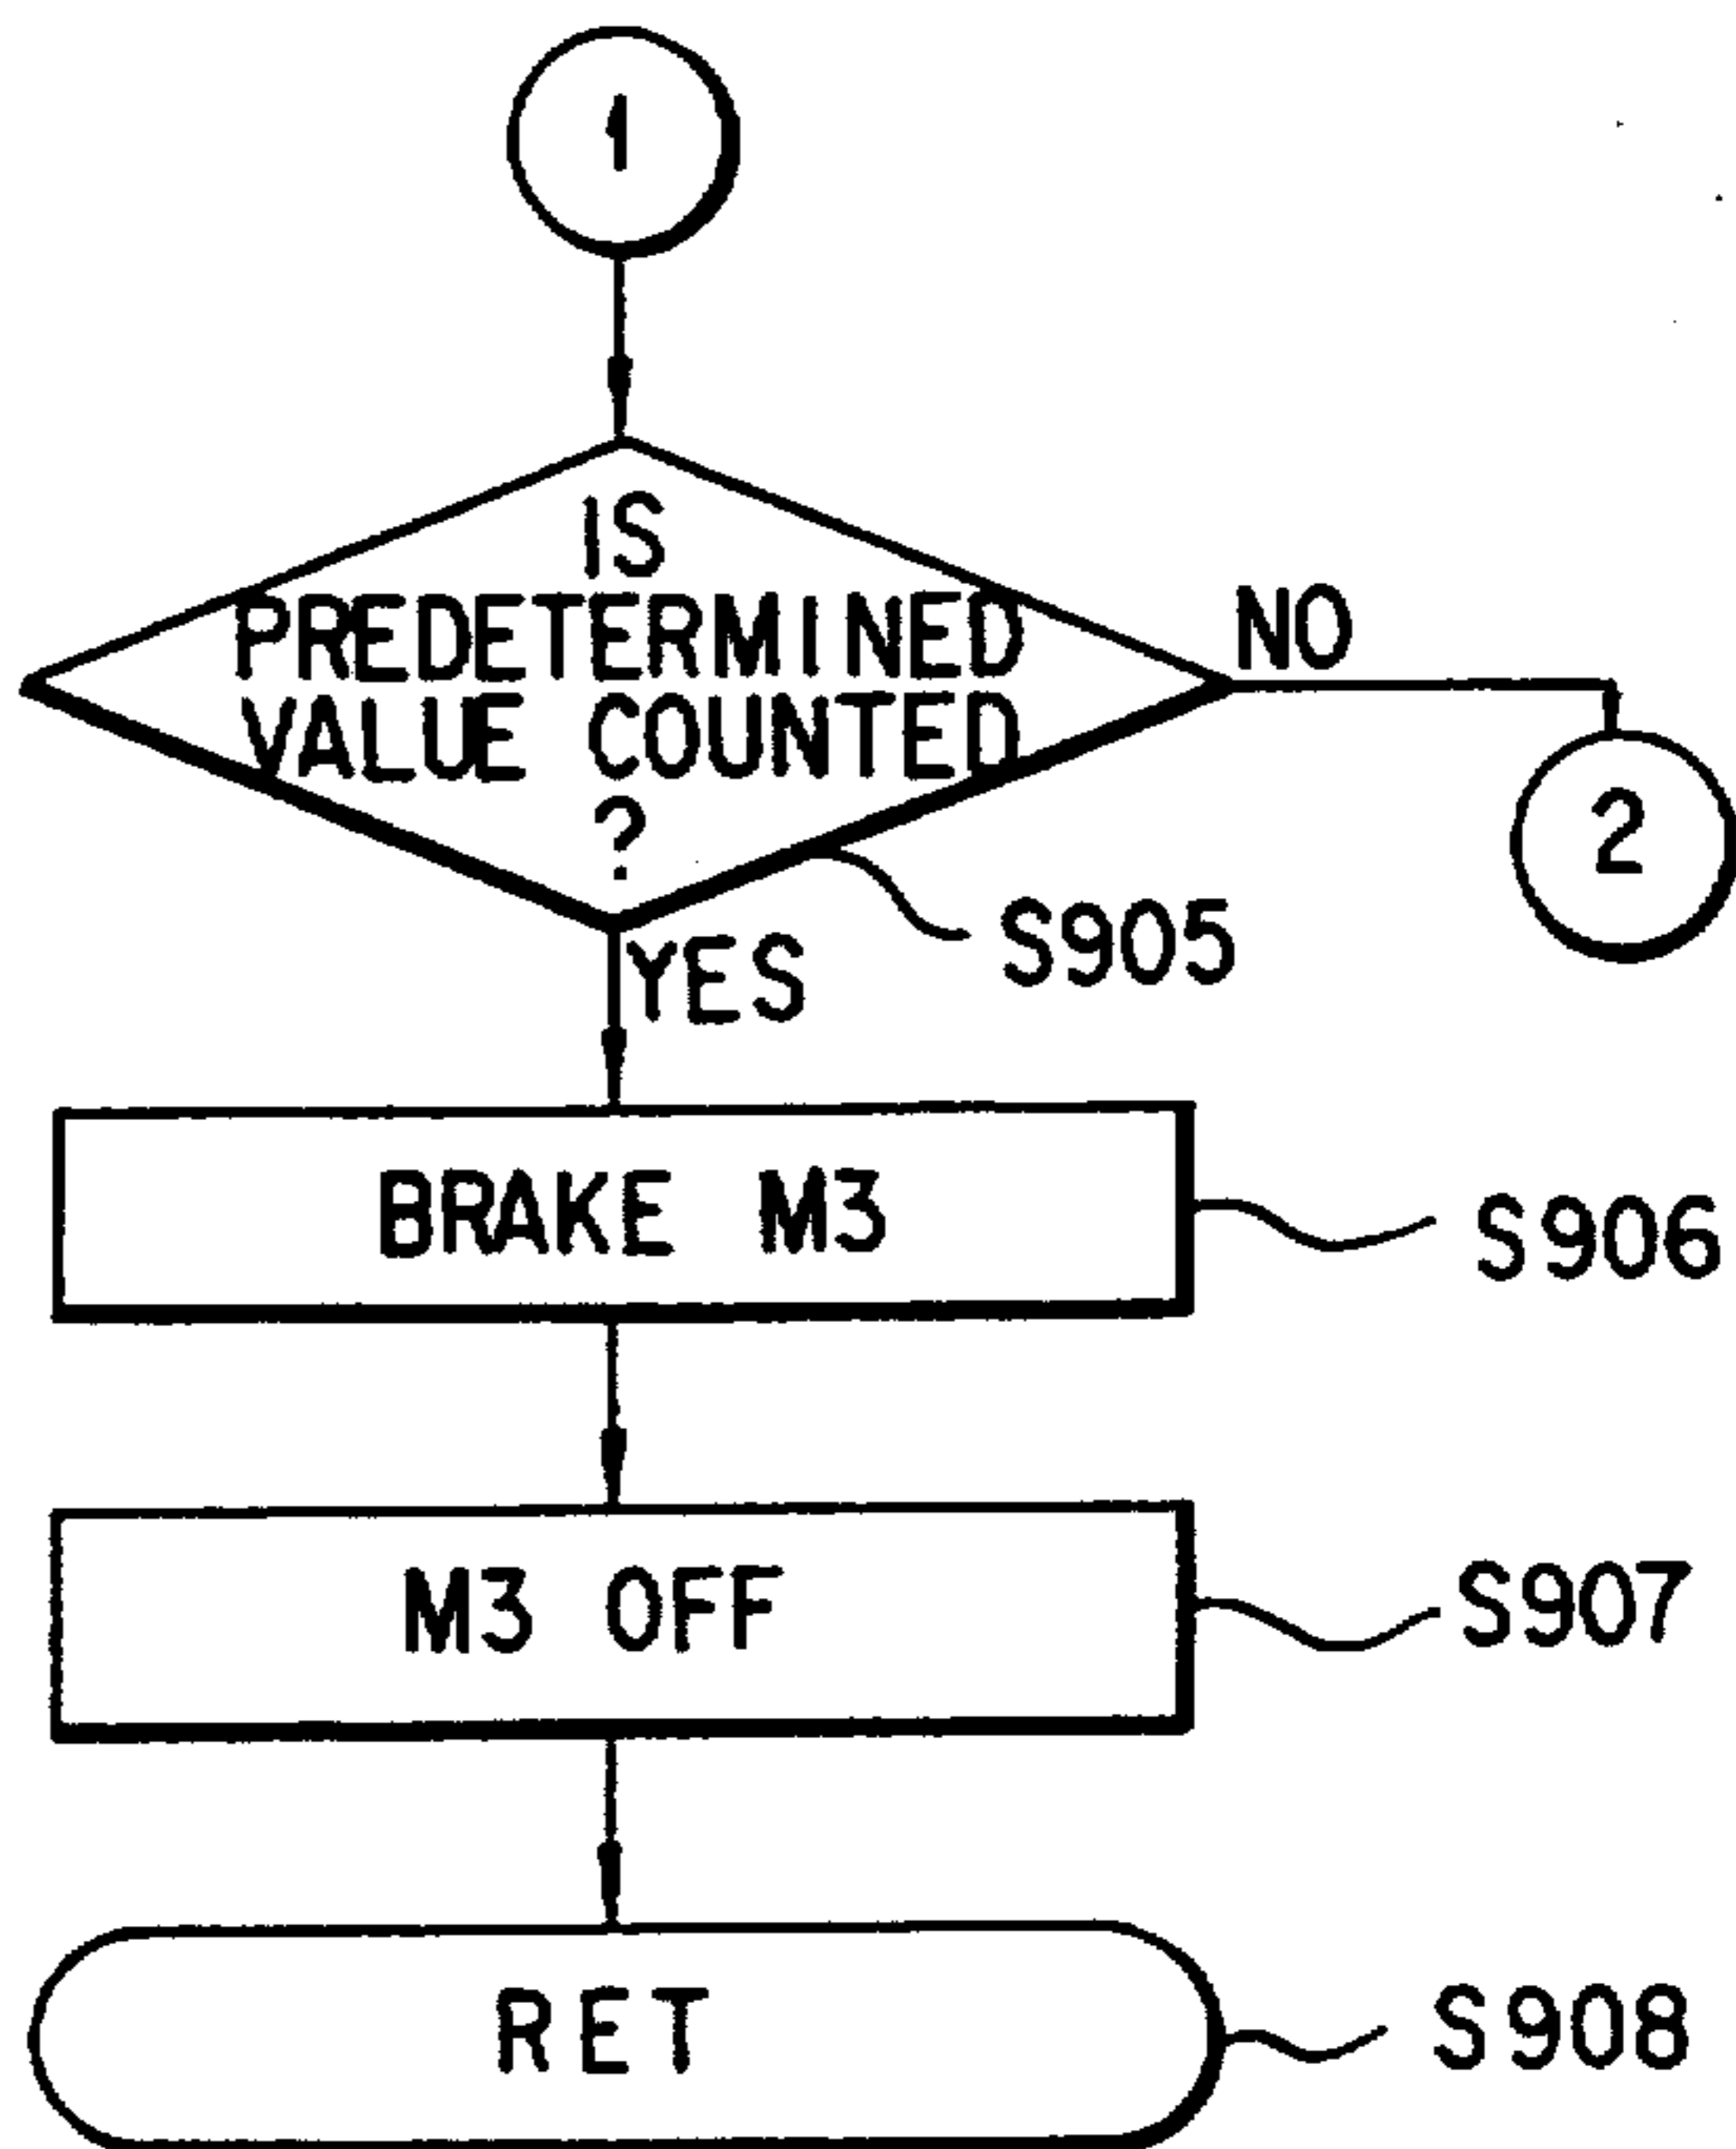 1
IS
PREDETERMINED
VALUE COUNTED
?
NO
2
S905
YES
BRAKE M3
S906
M3 OFF
S907
RET
S908